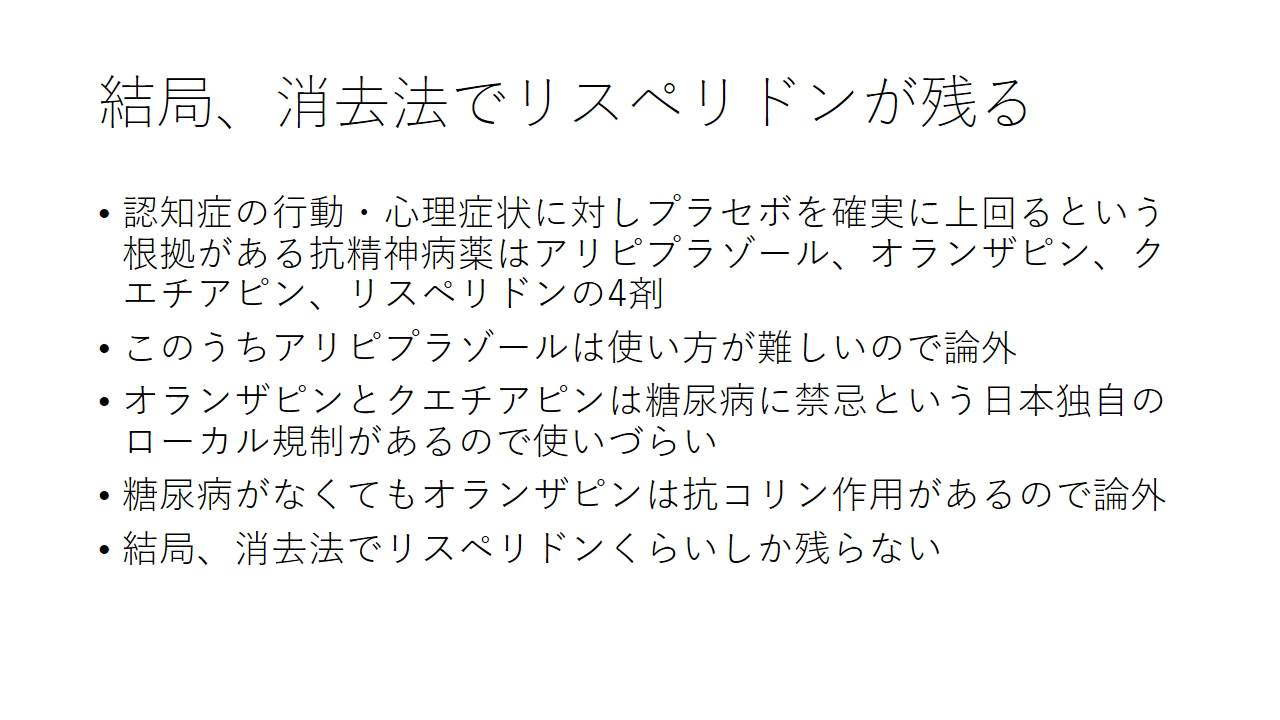 結局、消去法でリスペリドンが残る
• 認知症の行動・心理症状に対しプラセボを確実に上回るという
根拠がある抗精神病薬はアリピプラゾール、オランザピン、ク
エチアピン、リスペリドンの4剤
• このうちアリピプラゾールは使い方が難しいので論外
• オランザピンとクエチアピンは糖尿病に禁忌という日本独自の
ローカル規制があるので使いづらい
• 糖尿病がなくてもオランザピンは抗コリン作用があるので論外
• 結局、消去法でリスペリドンくらいしか残らない